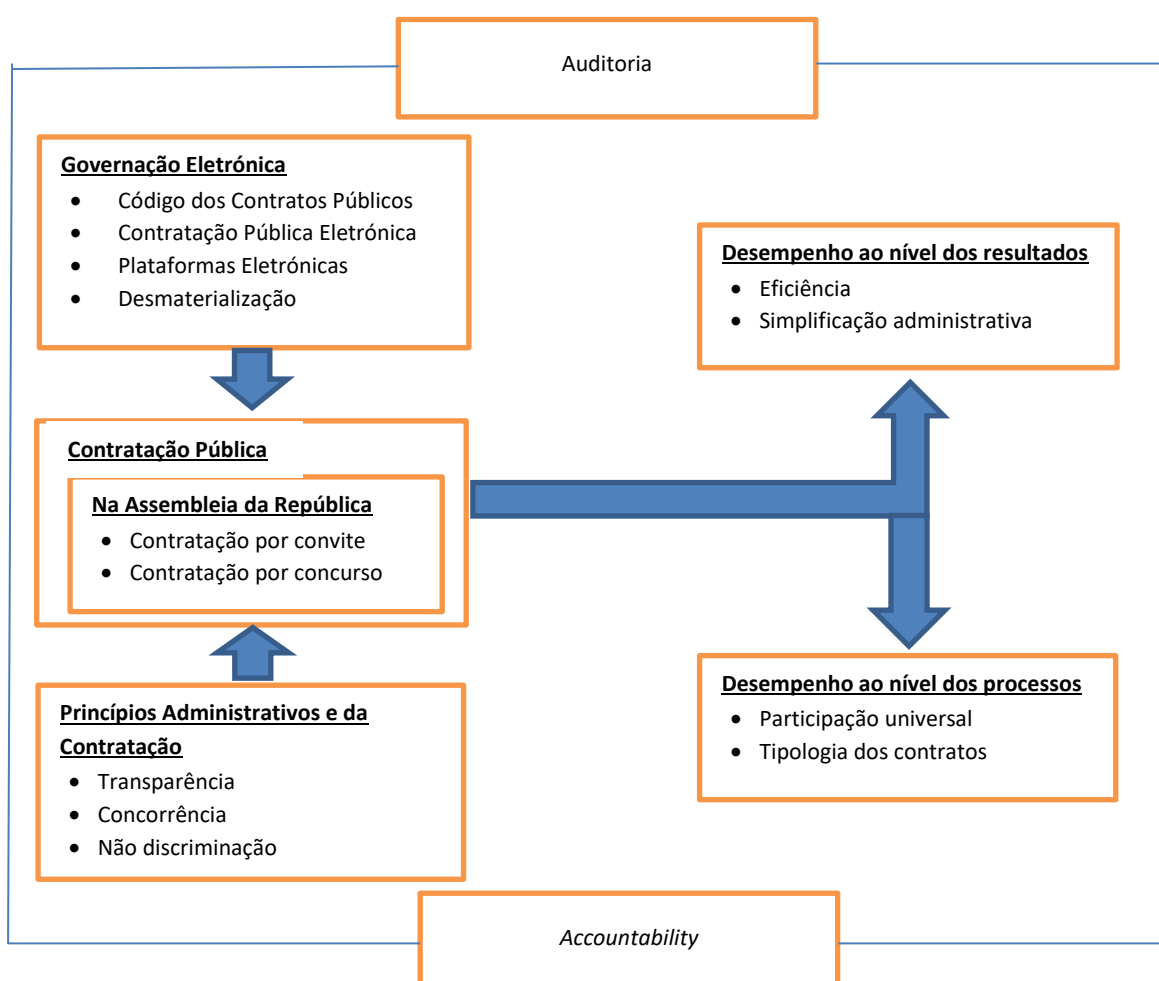 Auditoria
Governação Eletrónica
• Código dos Contratos Públicos
• Contratação Pública Eletrónica
• Plataformas Eletrónicas
• Desmaterialização
Contratação Pública
Na Assembleia da República
• Contratação por convite
• Contratação por concurso
Princípios Administrativos e da
Contratação
• Transparência
• Concorrência
• Não discriminação
Desempenho ao nível dos resultados
• Eficiência
• Simplificação administrativa
Desempenho ao nível dos processos
• Participação universal
• Tipologia dos contratos
Accountability